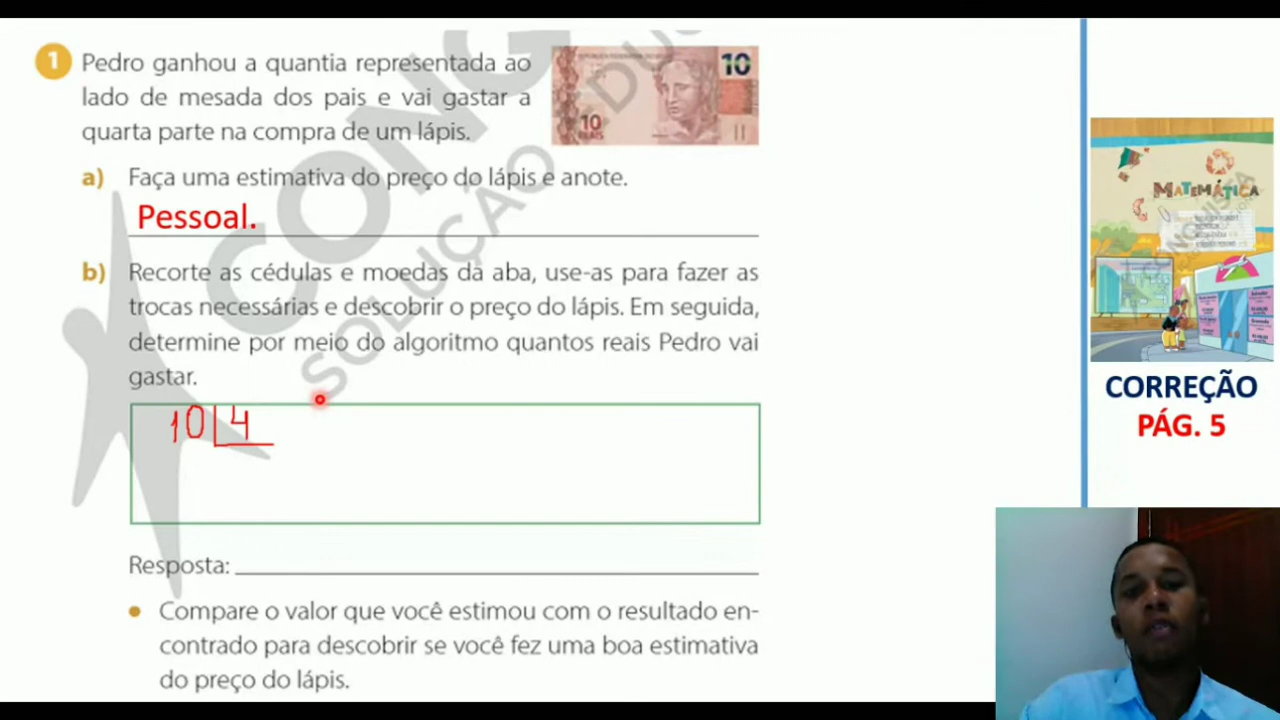 1 Pedro ganhou a quantia representada ao
lado de mesada dos pais e vai gastar a
quarta parte na compra de um lápis.
10
10
REAIS
a) Faça uma estimativa do preço do lápis e anote.
Pessoal.
b) Recorte as cédulas e moedas da aba, use-as para fazer as
trocas necessárias e descobrir o preço do lápis. Em seguida,
determine por meio do algoritmo quantos reais Pedro vai
gastar.
10 4
Resposta:
• Compare o valor que você estimou com o resultado en-
contrado para descobrir se você fez uma boa estimativa
do preço do lápis.
CONQ
SOLUÇÃO EDUC
MATEMÁTICA
CORREÇÃO
PÁG. 5